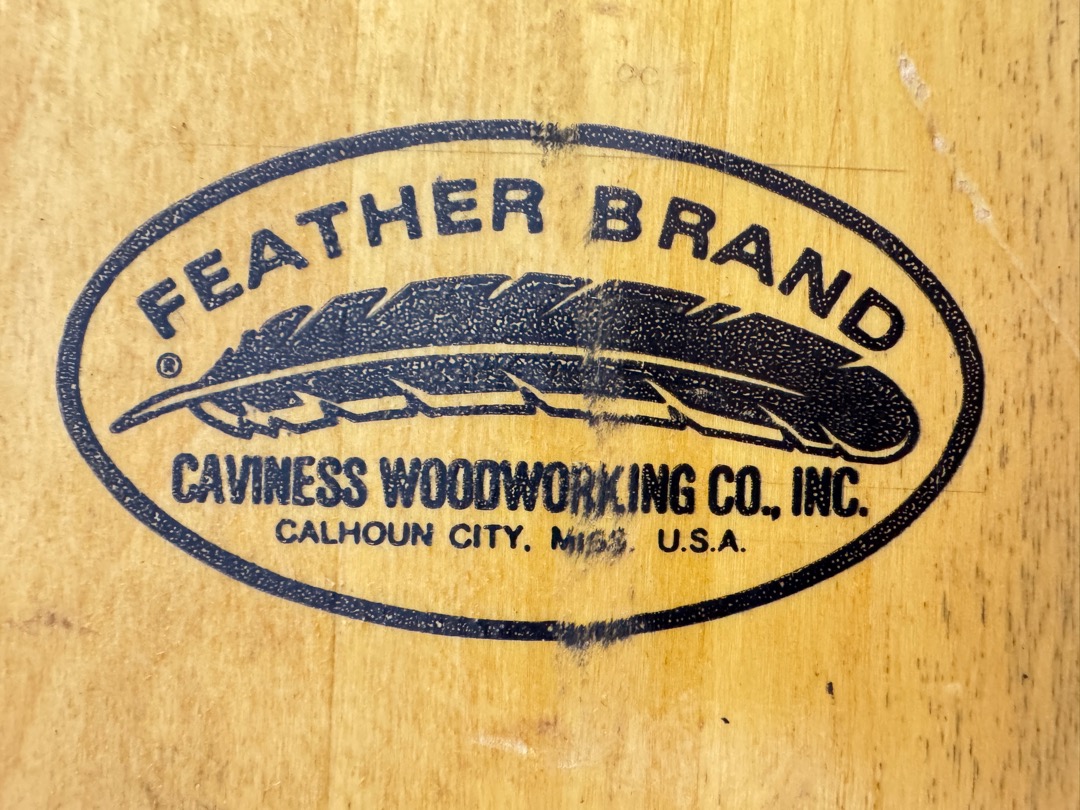 FEATHER BRAND
®
CAVINESS WOODWORKING CO., INC.
CALHOUN CITY, MISS. U.S.A.